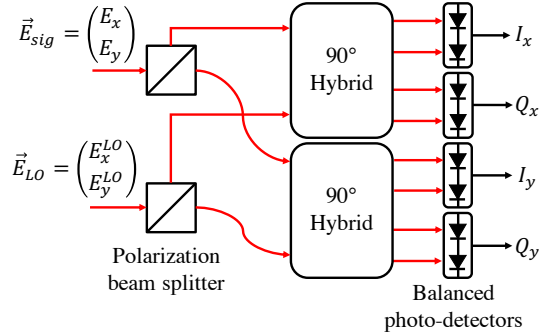 E⃗_sig = (E_x
E_y)
90°
Hybrid
I_x
Q_x
E⃗_LO = (E_x^LO
E_y^LO)
90°
Hybrid
I_y
Q_y
Polarization
beam splitter
Balanced
photo-detectors